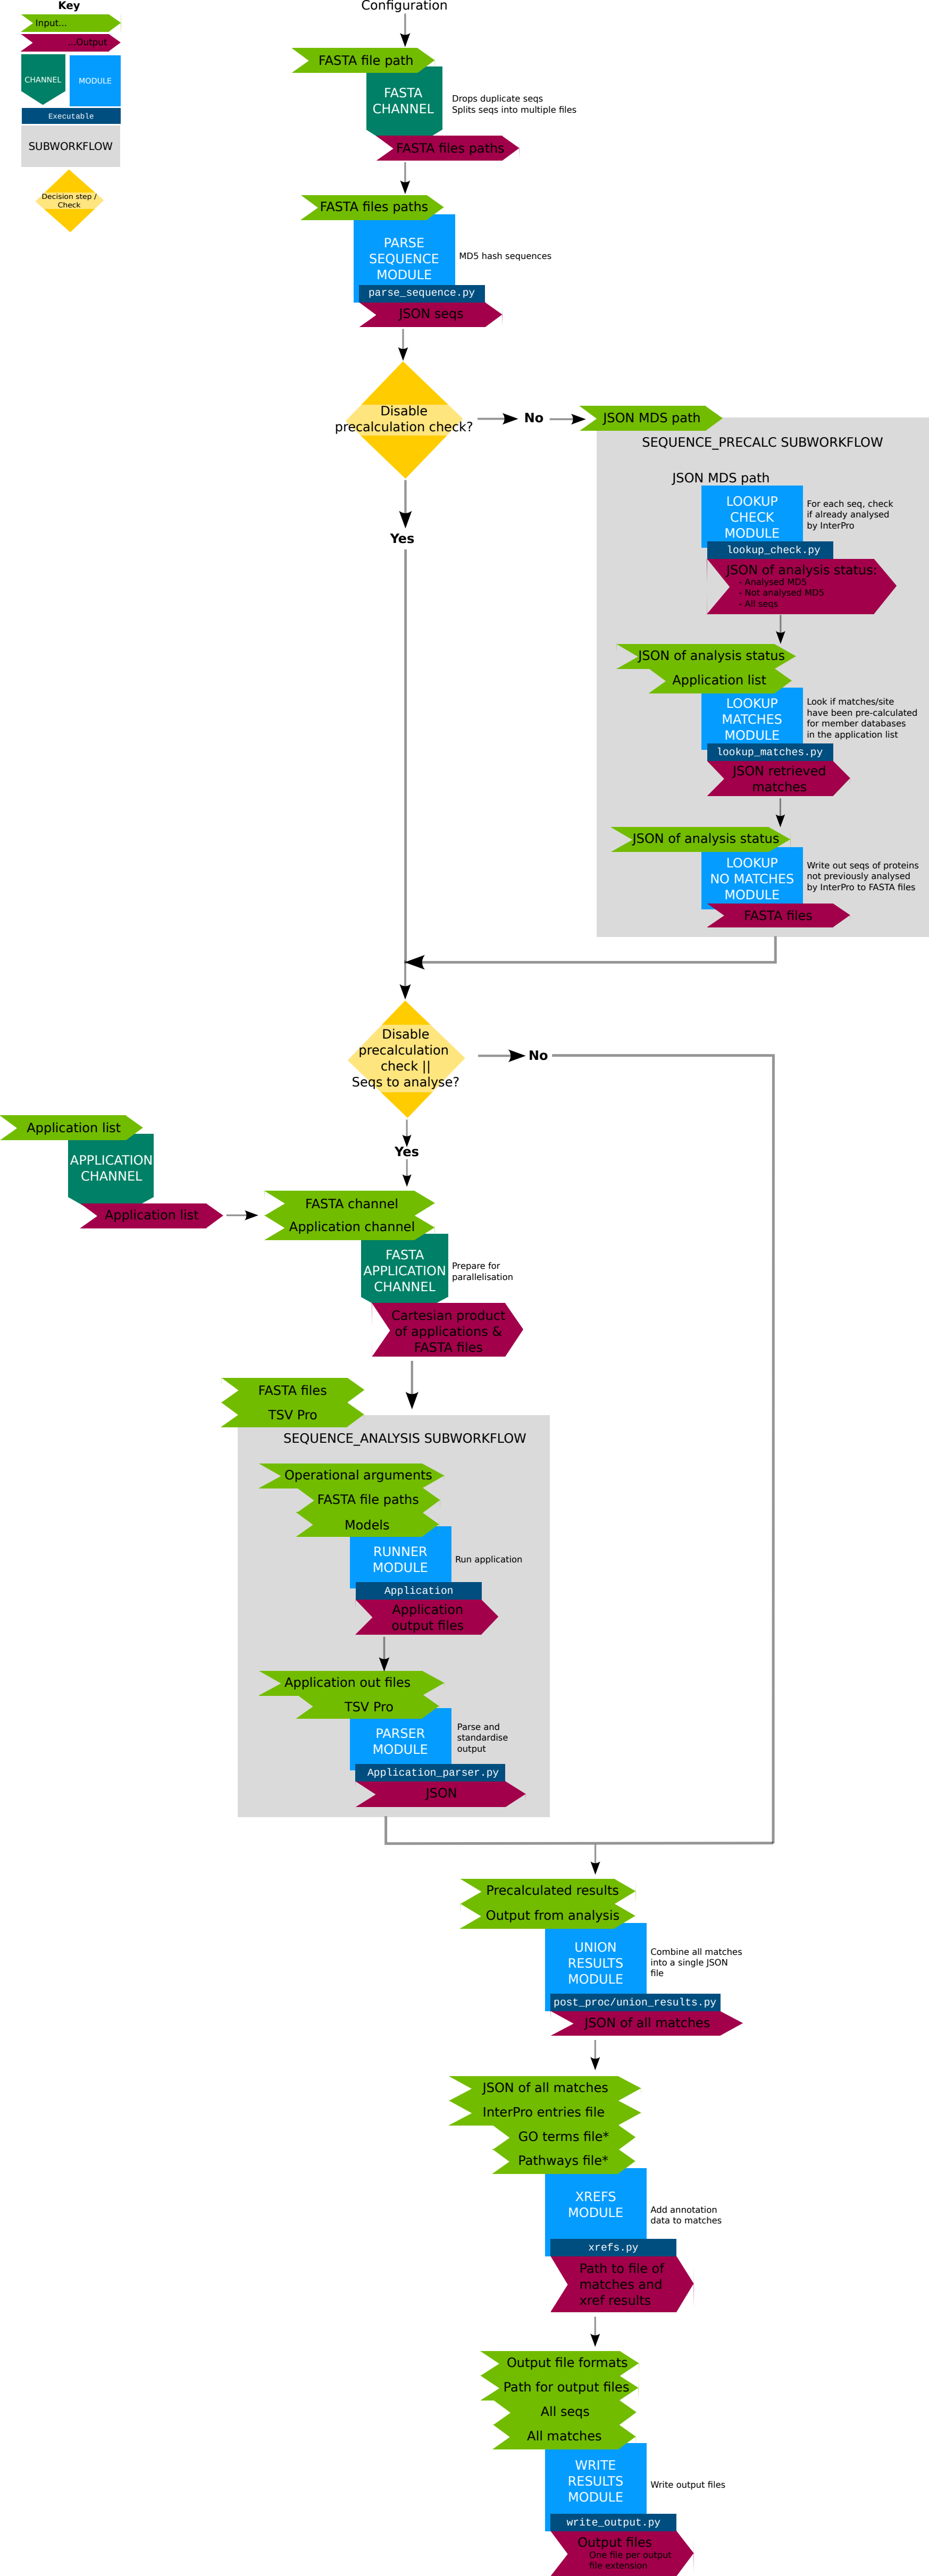 Key
Input...
...Output
CHANNEL
MODULE
Executable
SUBWORKFLOW
Decision step /
Check
Configuration
FASTA file path
FASTA
CHANNEL
Drops duplicate seqs
Splits seqs into multiple files
FASTA files paths
FASTA files paths
PARSE
SEQUENCE
MODULE
MD5 hash sequences
parse_sequence.py
JSON seqs
Disable
precalculation check?
No
Yes
JSON MDS path
SEQUENCE_PRECALC SUBWORKFLOW
JSON MDS path
LOOKUP
CHECK
MODULE
For each seq, check
if already analysed
by InterPro
lookup_check.py
JSON of analysis status:
- Analysed MD5
- Not analysed MD5
- All seqs
JSON of analysis status
Application list
LOOKUP
MATCHES
MODULE
Look if matches/site
have been pre-calculated
for member databases
in the application list
lookup_matches.py
JSON retrieved
matches
JSON of analysis status
LOOKUP
NO MATCHES
MODULE
Write out seqs of proteins
not previously analysed
by InterPro to FASTA files
FASTA files
Disable
precalculation
check ||
Seqs to analyse?
No
Yes
Application list
APPLICATION
CHANNEL
Application list
FASTA channel
Application channel
FASTA
APPLICATION
CHANNEL
Prepare for
parallelisation
Cartesian product
of applications &
FASTA files
FASTA files
TSV Pro
SEQUENCE_ANALYSIS SUBWORKFLOW
Operational arguments
FASTA file paths
Models
RUNNER
MODULE
Run application
Application
Application
output files
Application out files
TSV Pro
PARSER
MODULE
Parse and
standardise
output
Application_parser.py
JSON
Precalculated results
Output from analysis
UNION
RESULTS
MODULE
Combine all matches
into a single JSON
file
post_proc/union_results.py
JSON of all matches
JSON of all matches
InterPro entries file
GO terms file*
Pathways file*
XREFS
MODULE
Add annotation
data to matches
xrefs.py
Path to file of
matches and
xref results
Output file formats
Path for output files
All seqs
All matches
WRITE
RESULTS
MODULE
Write output files
write_output.py
Output files
One file per output
file extension